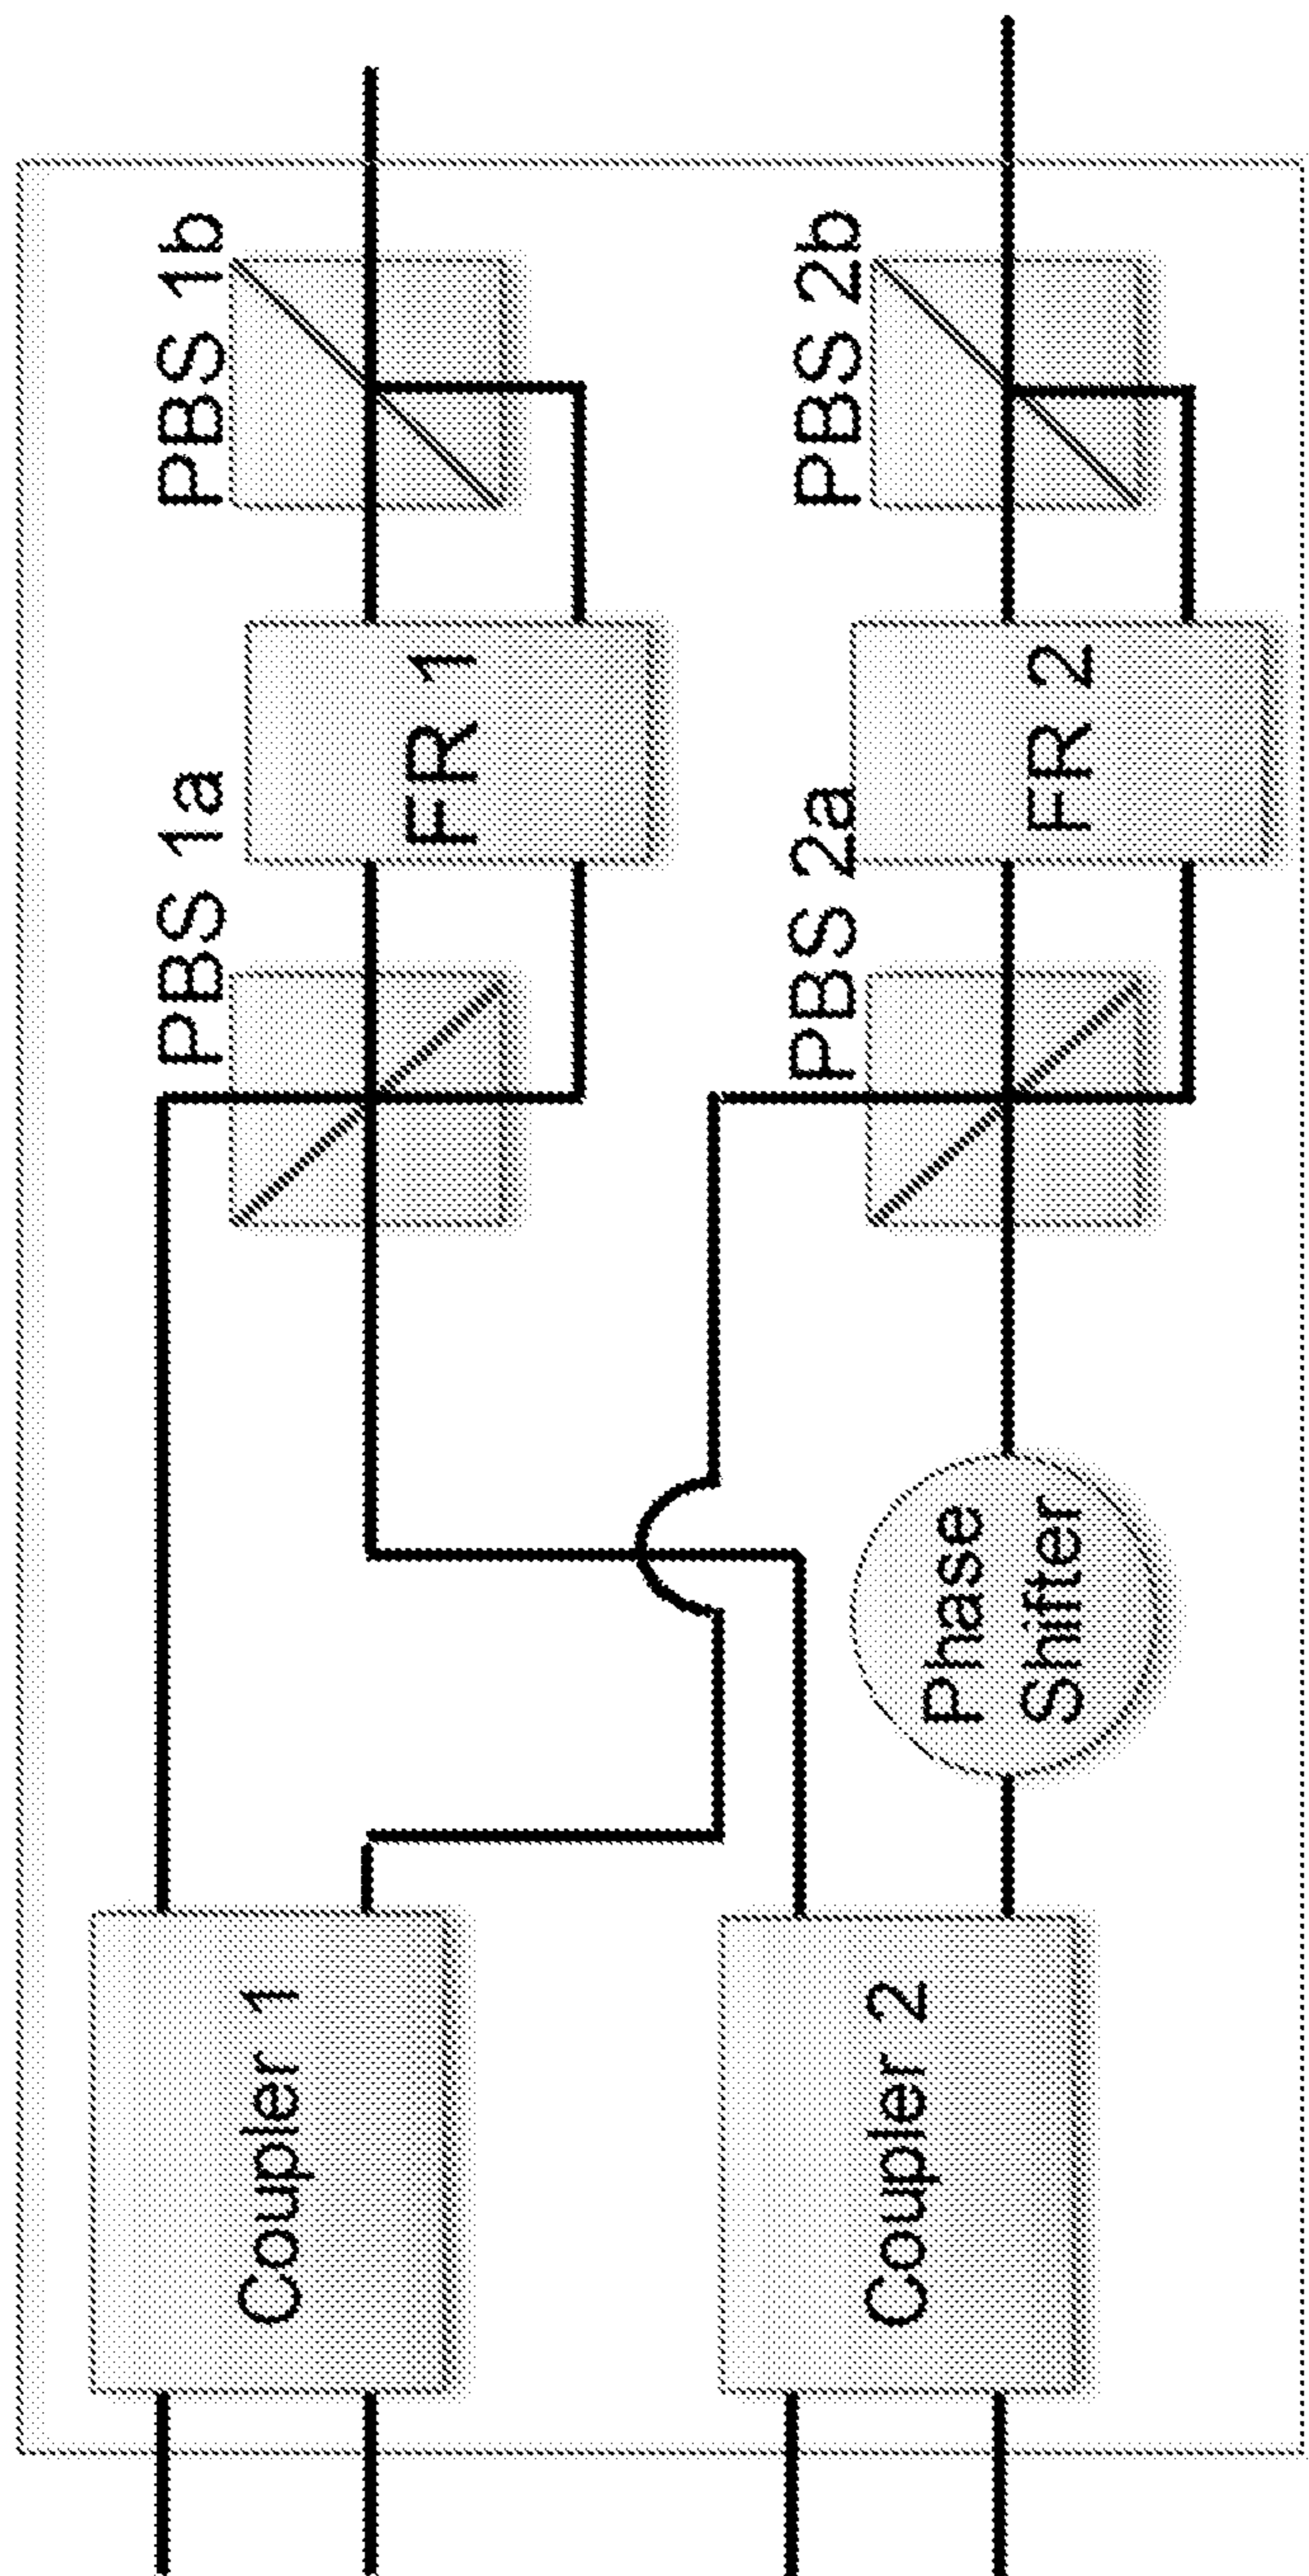 Coupler 1
PBS 1a
FR 1
PBS 1b
Coupler 2
Phase
Shifter
PBS 2a
FR 2
PBS 2b